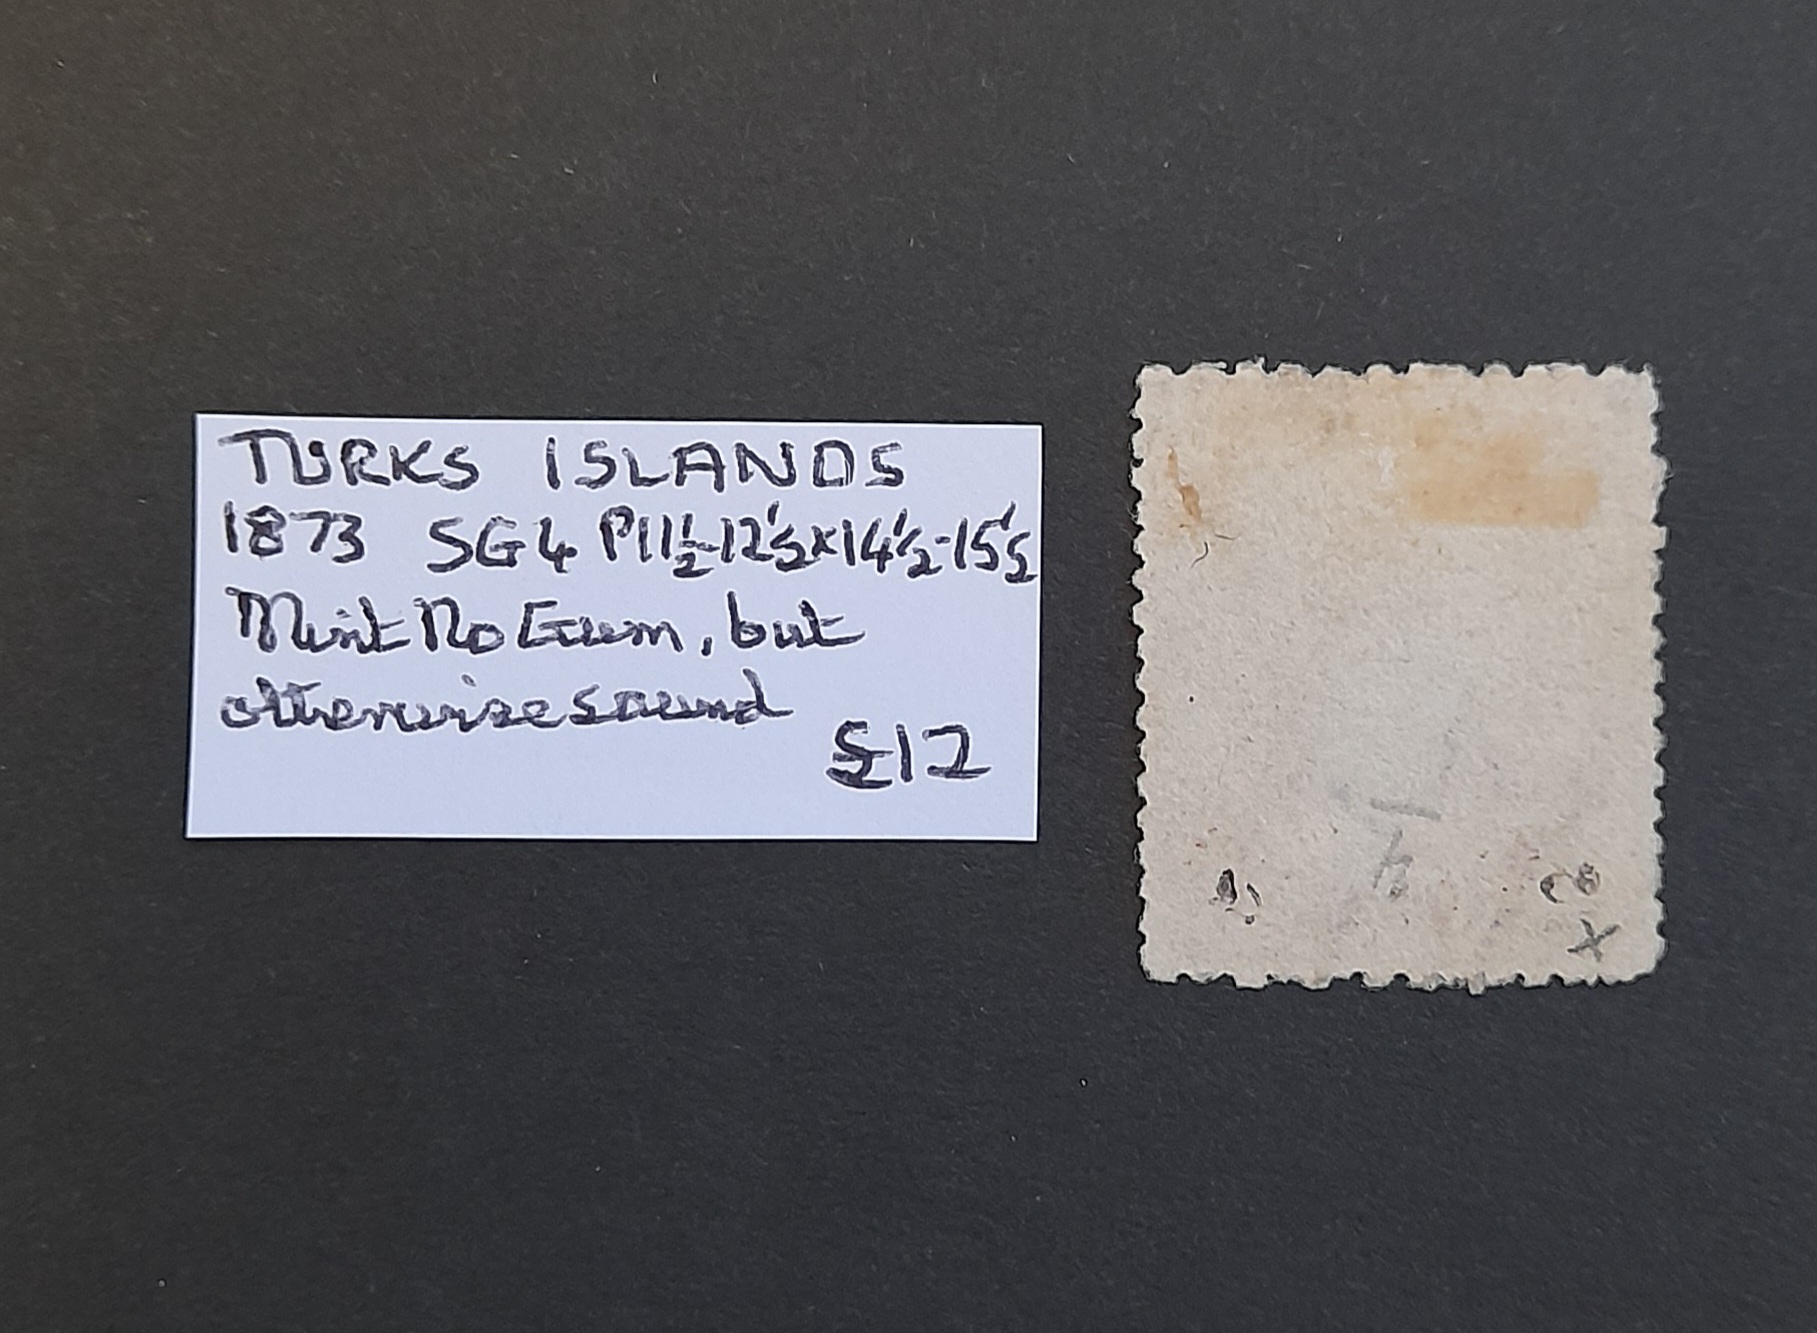 TURKS ISLANDS
1873 SG4 P11½-12½x14½-15½
Mint No Gum, but
otherwise sound
£12
x